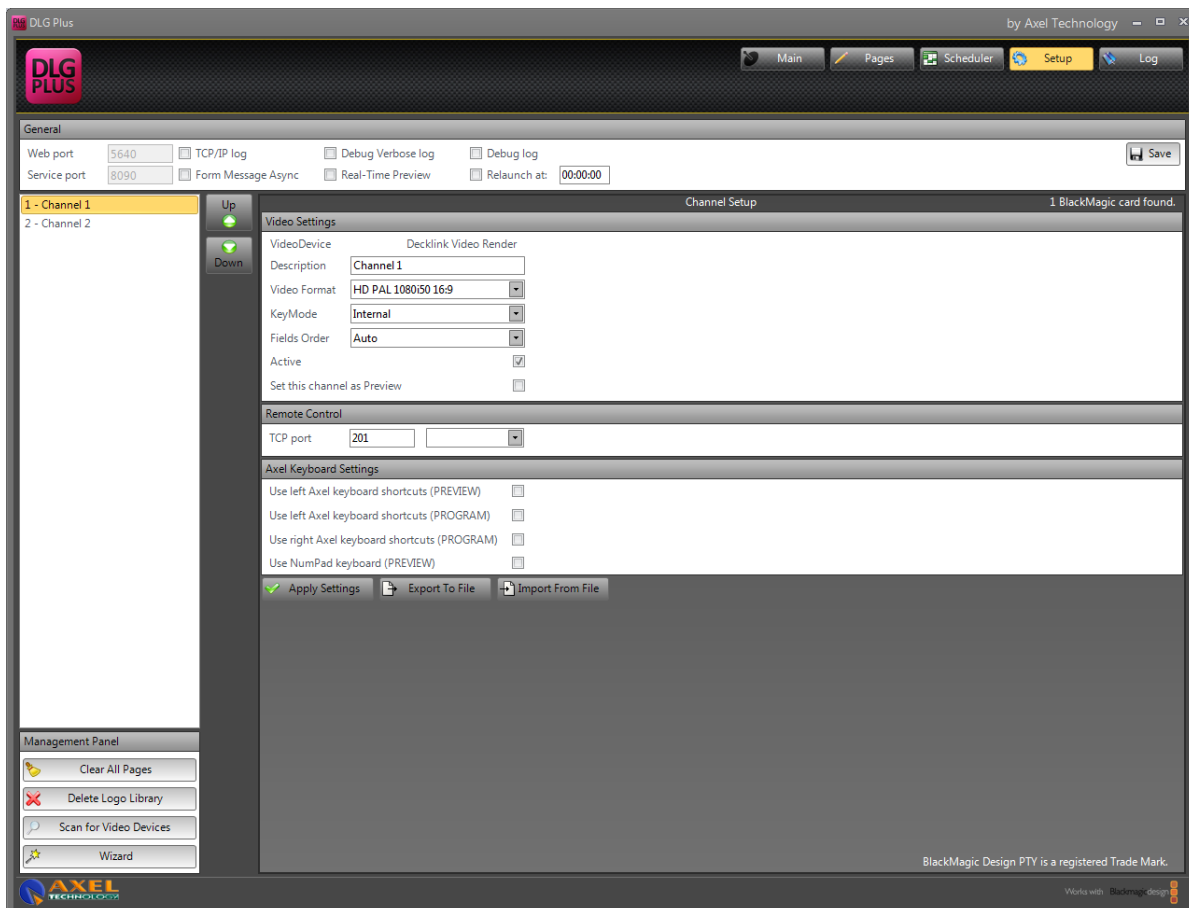 DLG Plus
by Axel Technology
DLG PLUS
Main
Pages
Scheduler
Setup
Log
General
Web port 5640 TCP/IP log Debug Verbose log Debug log
Save
Service port 8090 Form Message Async Real-Time Preview Relaunch at: 00:00:00
1 - Channel 1
2 - Channel 2
Up
Down
Channel Setup
1 BlackMagic card found.
Video Settings
VideoDevice Decklink Video Render
Description Channel 1
Video Format HD PAL 1080i50 16:9
KeyMode Internal
Fields Order Auto
Active
Set this channel as Preview
Remote Control
TCP port 201
Axel Keyboard Settings
Use left Axel keyboard shortcuts (PREVIEW)
Use left Axel keyboard shortcuts (PROGRAM)
Use right Axel keyboard shortcuts (PROGRAM)
Use NumPad keyboard (PREVIEW)
Apply Settings
Export To File
Import From File
Management Panel
Clear All Pages
Delete Logo Library
Scan for Video Devices
Wizard
BlackMagic Design PTY is a registered Trade Mark.
AXEL
TECHNOLOGY
Works with Blackmagicdesign